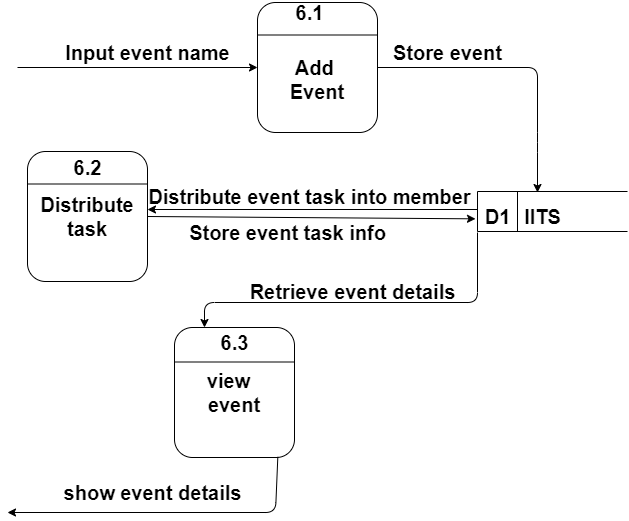 6.1
Input event name
Store event
Add
Event
6.2
Distribute event task into member
Distribute
task
D1
IITS
Store event task info
Retrieve event details
6.3
view
event
show event details